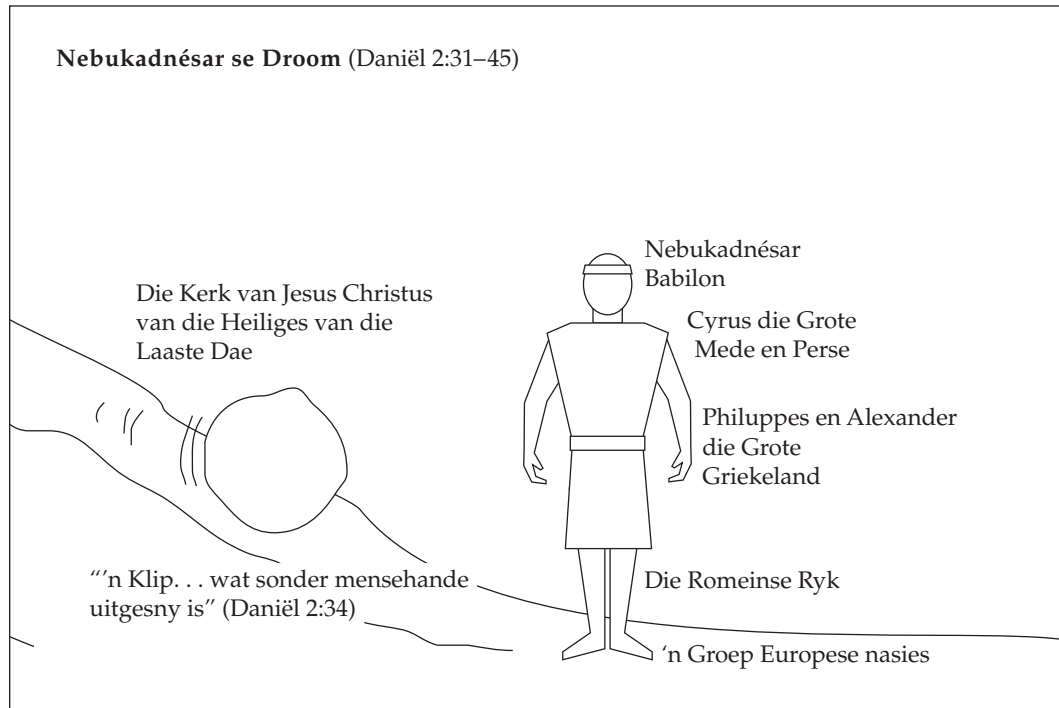 Nebukadnésar se Droom (Daniël 2:31–45)
Nebukadnésar
Babilon
Die Kerk van Jesus Christus
van die Heiliges van die
Laaste Dae
Cyrus die Grote
Mede en Perse
Philuppes en Alexander
die Grote
Griekeland
“’n Klip. . . wat sonder mensehande
uitgesny is” (Daniël 2:34)
Die Romeinse Ryk
‘n Groep Europese nasies